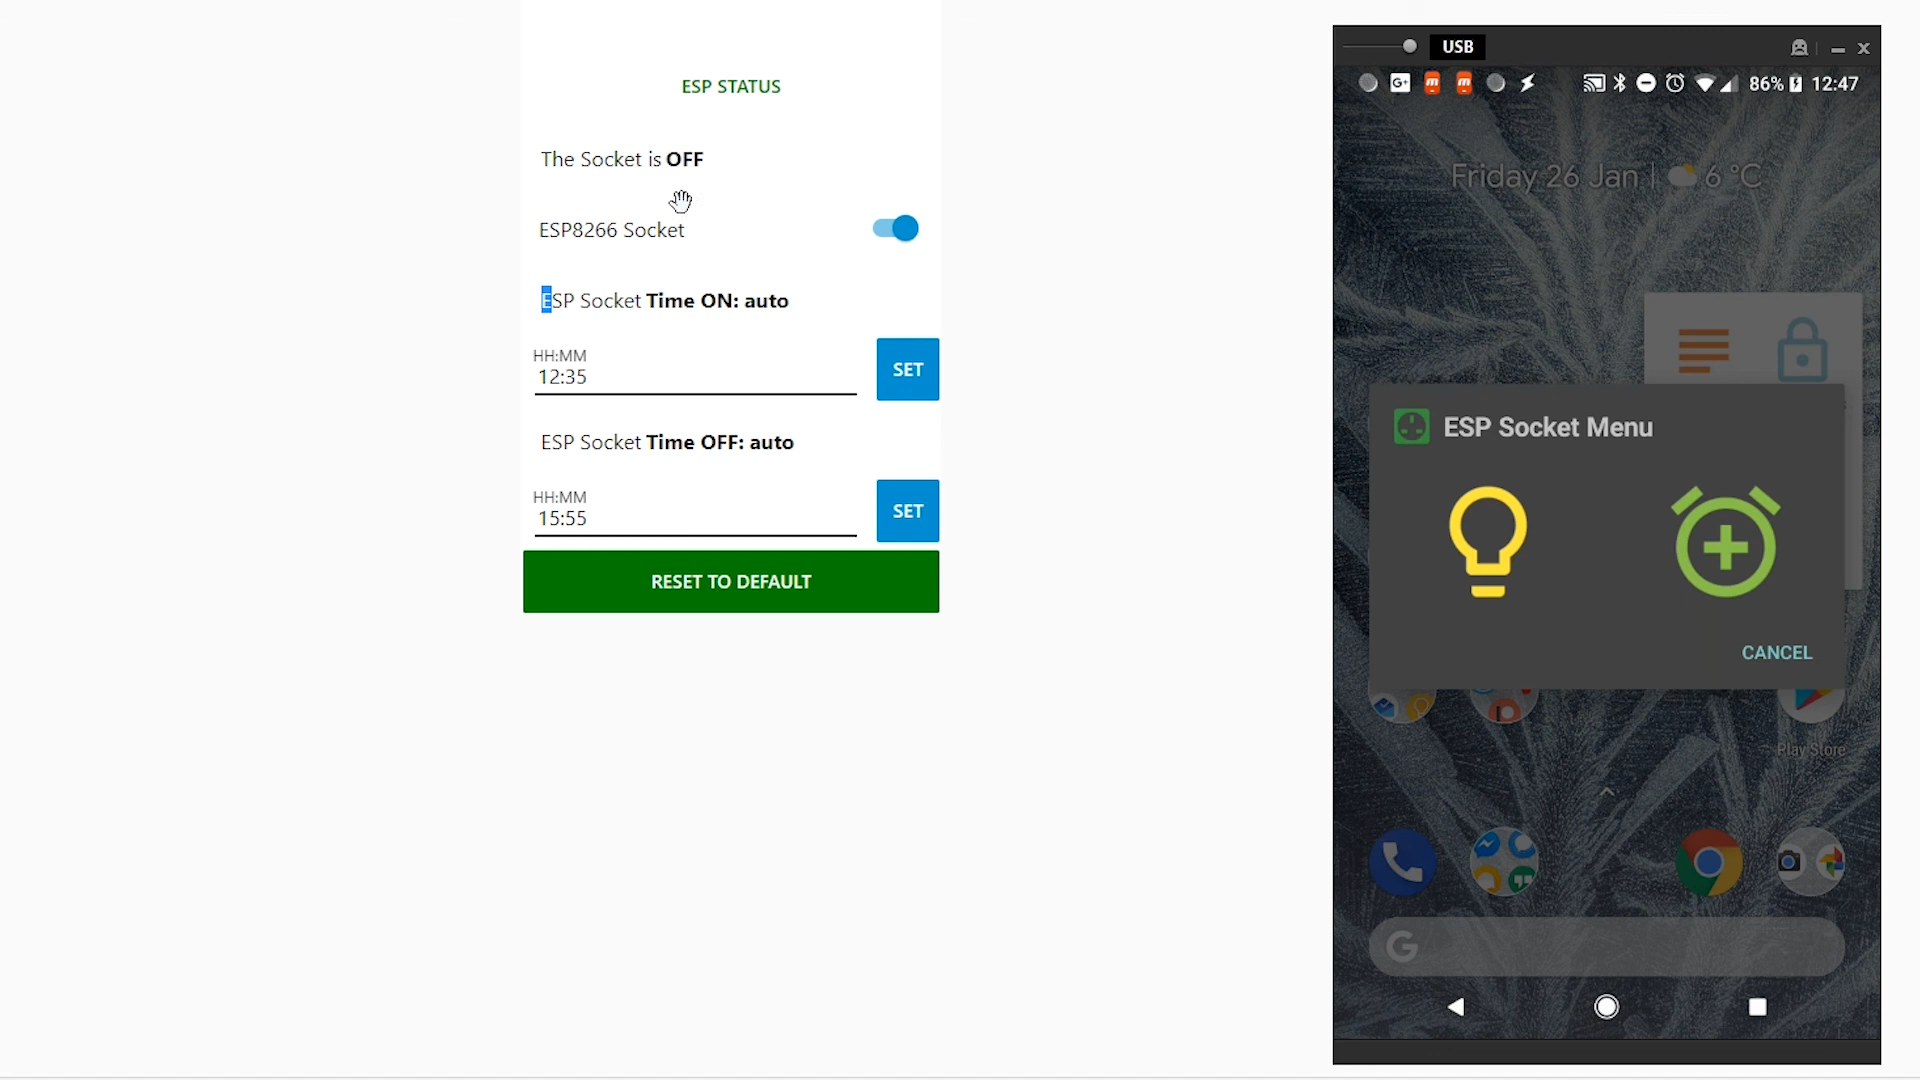 ESP STATUS
The Socket is OFF
ESP8266 Socket
ESP Socket Time ON: auto
HH:MM
12:35
SET
ESP Socket Time OFF: auto
HH:MM
15:55
SET
RESET TO DEFAULT
USB
G+
86% 12:47
Friday 26 Jan | 6 °C
ESP Socket Menu
CANCEL
Play Store
G